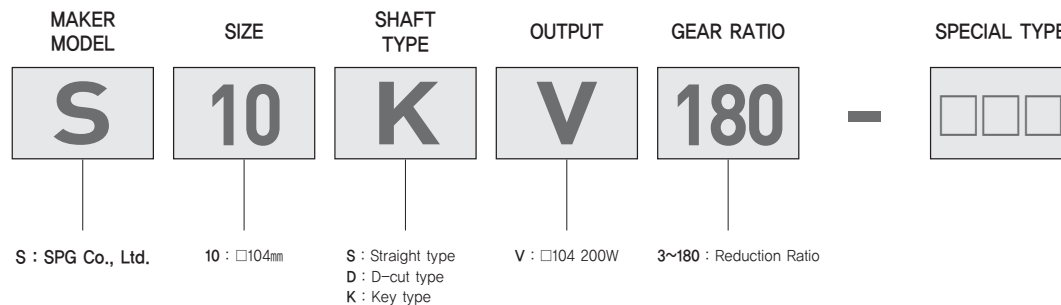 MAKER MODEL
SIZE
SHAFT TYPE
OUTPUT
GEAR RATIO
SPECIAL TYPE
S
10
K
V
180
-
□□□
S : SPG Co., Ltd.
10 : □104㎜
S : Straight type
D : D-cut type
K : Key type
V : □104 200W
3~180 : Reduction Ratio